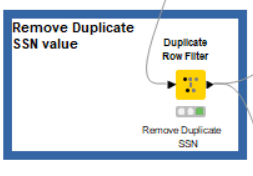 Remove Duplicate
SSN value
Duplicate
Row Filter
Remove Duplicate
SSN